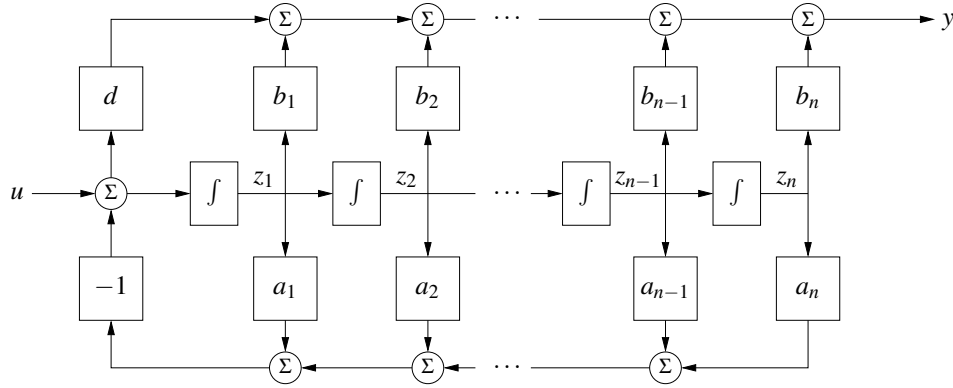 Σ Σ ··· Σ Σ y
d b₁ b₂ bₙ₋₁ bₙ
u Σ ∫ z₁ ∫ z₂ ··· ∫ zₙ₋₁ ∫ zₙ
−1 a₁ a₂ aₙ₋₁ aₙ
Σ Σ ··· Σ